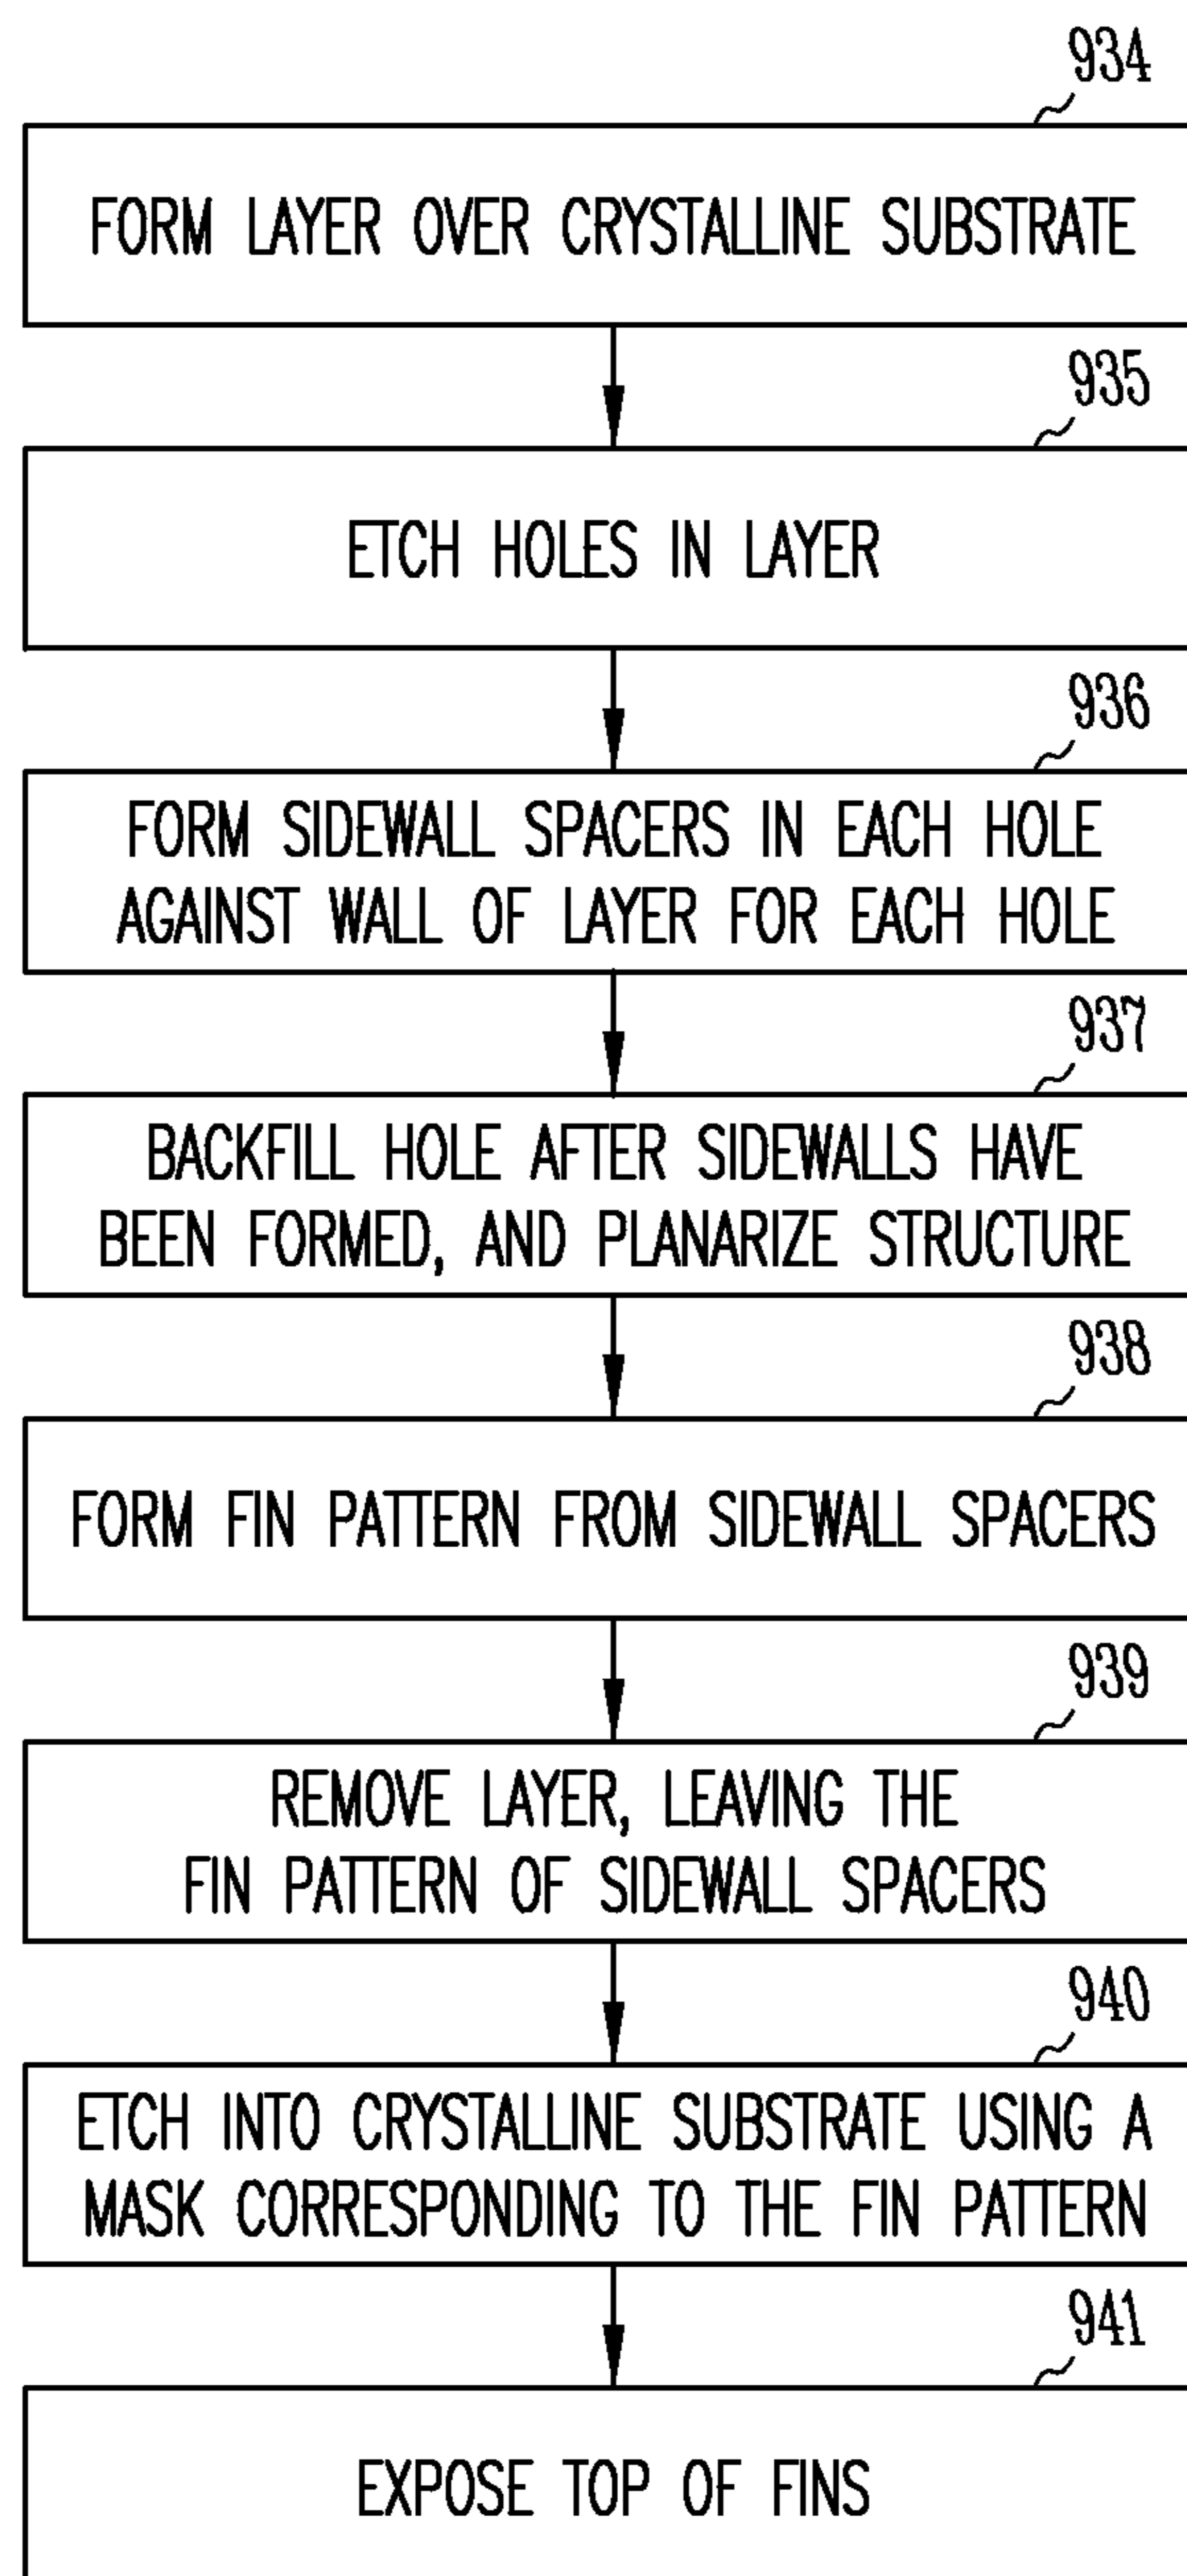 934
FORM LAYER OVER CRYSTALLINE SUBSTRATE
935
ETCH HOLES IN LAYER
936
FORM SIDEWALL SPACERS IN EACH HOLE
AGAINST WALL OF LAYER FOR EACH HOLE
937
BACKFILL HOLE AFTER SIDEWALLS HAVE
BEEN FORMED, AND PLANARIZE STRUCTURE
938
FORM FIN PATTERN FROM SIDEWALL SPACERS
939
REMOVE LAYER, LEAVING THE
FIN PATTERN OF SIDEWALL SPACERS
940
ETCH INTO CRYSTALLINE SUBSTRATE USING A
MASK CORRESPONDING TO THE FIN PATTERN
941
EXPOSE TOP OF FINS